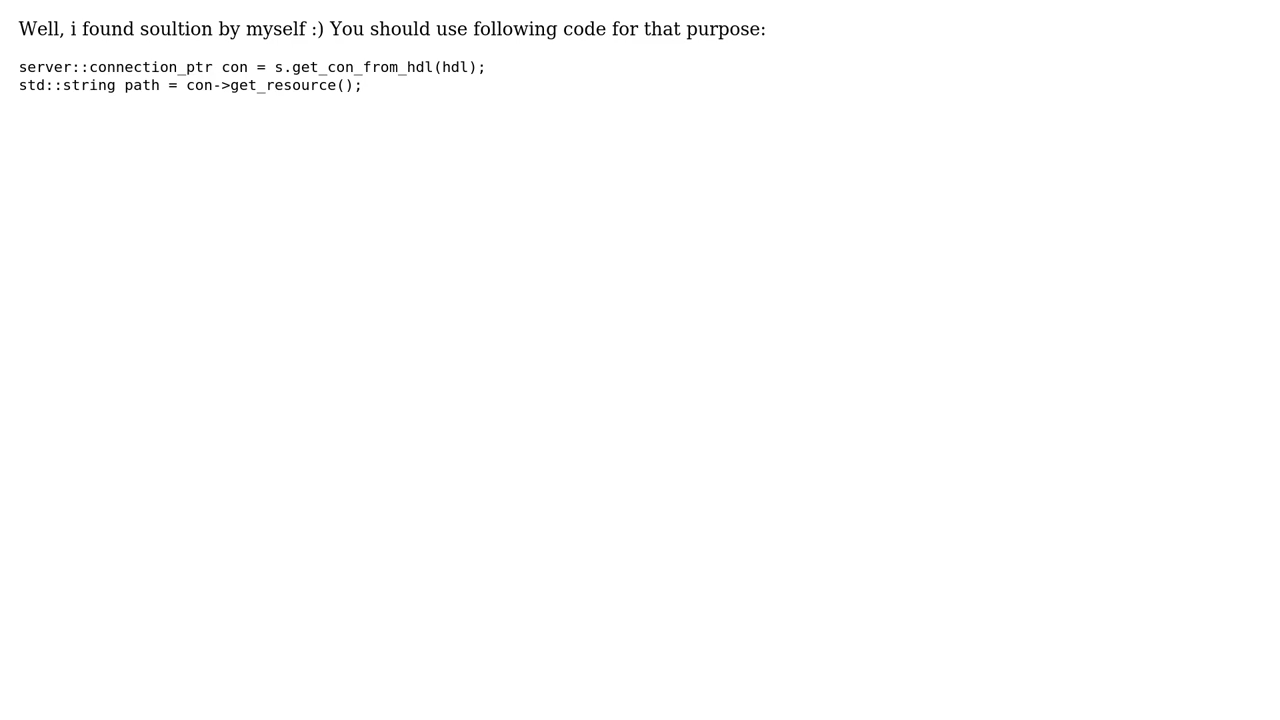 Well, i found soultion by myself :) You should use following code for that purpose:
server::connection_ptr con = s.get_con_from_hdl(hdl);
std::string path = con->get_resource();